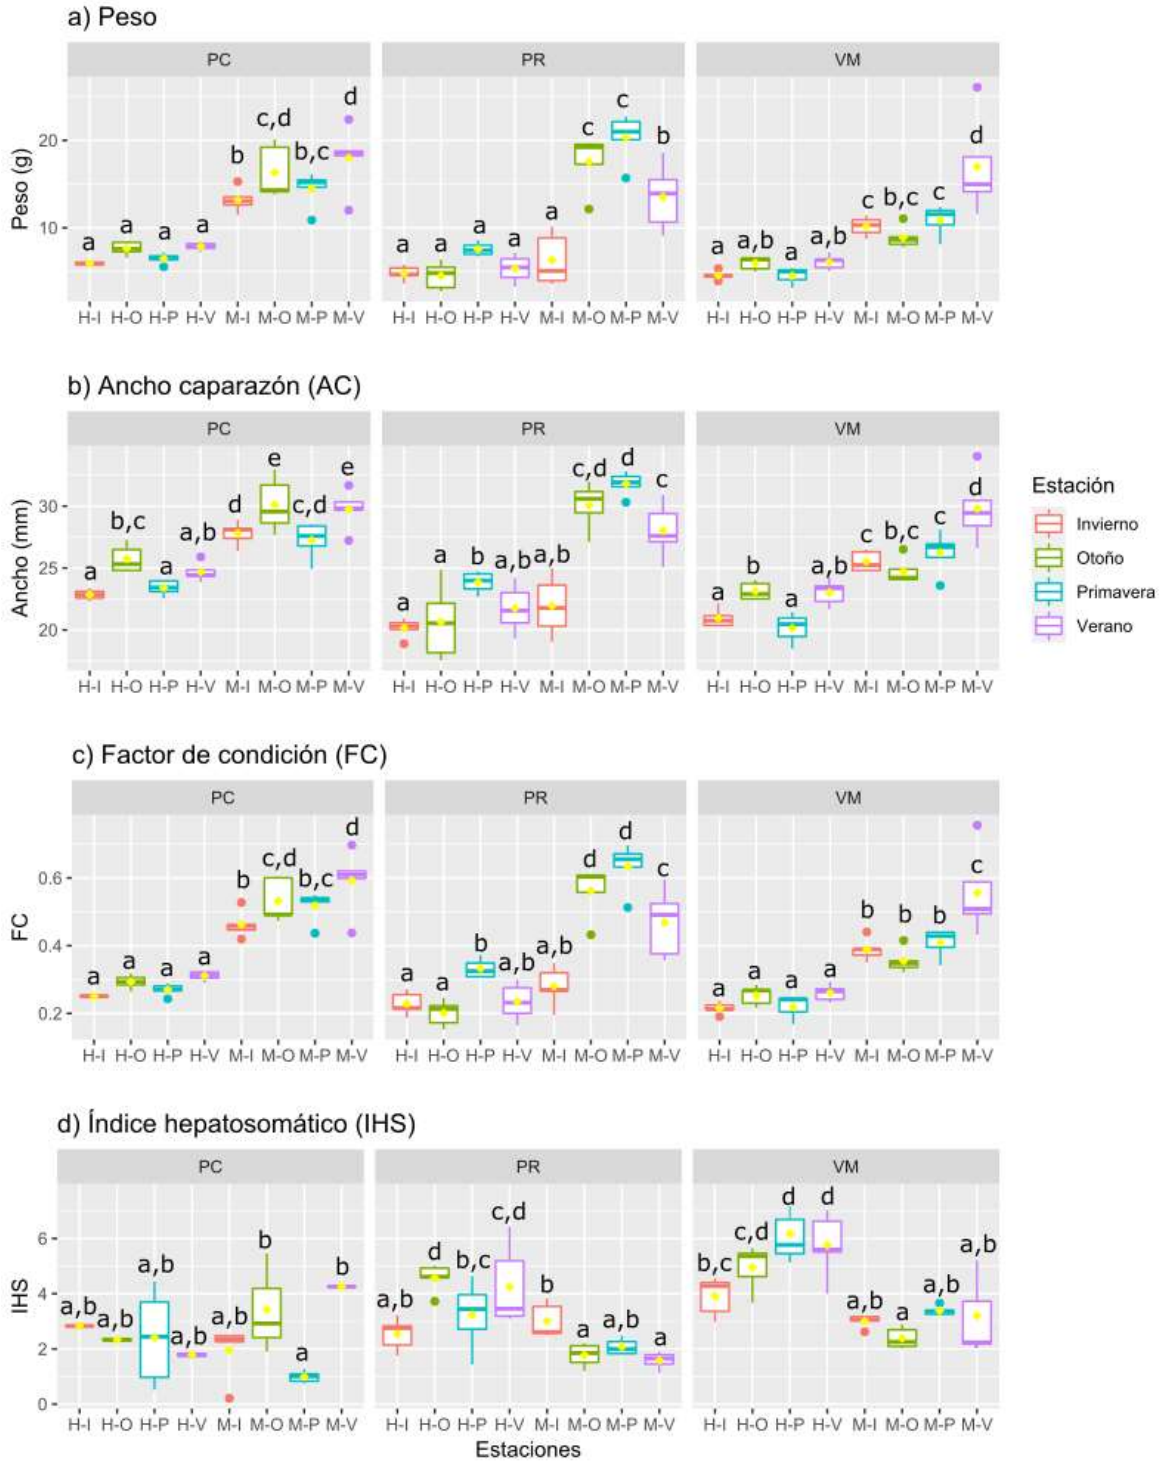 a) Peso
PC PR VM
Peso (g)
20
10
a a a a b c,d b,c d
a a a a a c c b
a a,b a a,b c b,c c d
H-I H-O H-P H-V M-I M-O M-P M-V H-I H-O H-P H-V M-I M-O M-P M-V H-I H-O H-P H-V M-I M-O M-P M-V
b) Ancho caparazón (AC)
PC PR VM
Ancho (mm)
30
25
20
a b,c a a,b d e c,d e
a a b a,b a,b c,d d c
a b a a,b c b,c c d
H-I H-O H-P H-V M-I M-O M-P M-V H-I H-O H-P H-V M-I M-O M-P M-V H-I H-O H-P H-V M-I M-O M-P M-V
Estación
Invierno
Otoño
Primavera
Verano
c) Factor de condición (FC)
PC PR VM
FC
0.6
0.4
0.2
a a a a b c,d b,c d
a a b a,b a,b d d c
a a a a b b b c
H-I H-O H-P H-V M-I M-O M-P M-V H-I H-O H-P H-V M-I M-O M-P M-V H-I H-O H-P H-V M-I M-O M-P M-V
d) Índice hepatosomático (IHS)
PC PR VM
IHS
6
4
2
0
a,b a,b a,b a,b a,b b a b
a,b d b,c c,d b a a,b a
b,c c,d d d a,b a a,b a,b
H-I H-O H-P H-V M-I M-O M-P M-V H-I H-O H-P H-V M-I M-O M-P M-V H-I H-O H-P H-V M-I M-O M-P M-V
Estaciones